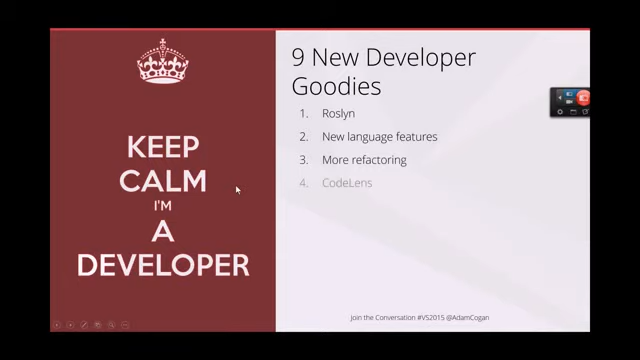 KEEP
CALM
I'M
A
DEVELOPER
9 New Developer
Goodies
1. Roslyn
2. New language features
3. More refactoring
4. CodeLens
Join the Conversation #VS2015 @AdamCogan